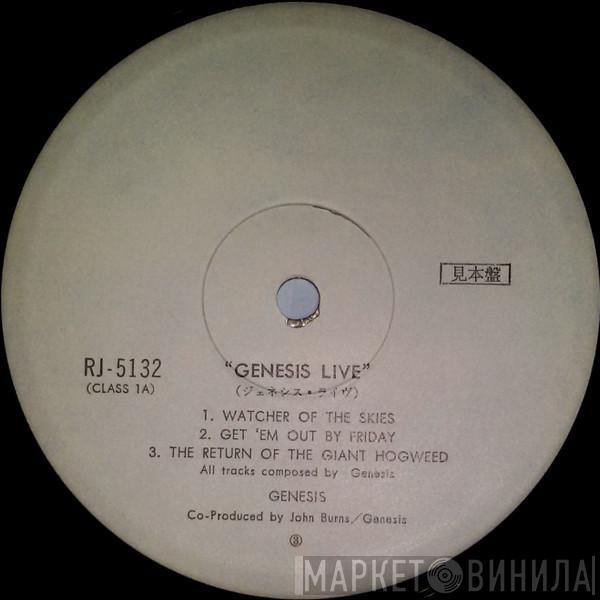 見本盤
RJ-5132
(CLASS 1A)
"GENESIS LIVE"
(ジェネシス・ライヴ)
1. WATCHER OF THE SKIES
2. GET 'EM OUT BY FRIDAY
3. THE RETURN OF THE GIANT HOGWEED
All tracks composed by Genesis
GENESIS
Co-Produced by John Burns/Genesis
③
МАРКЕТ ВИНИЛА